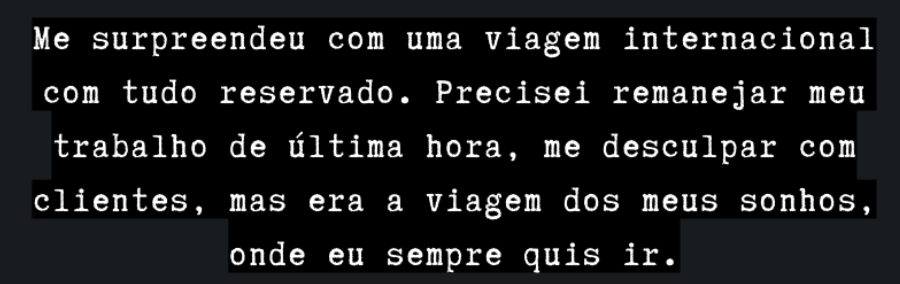 Me surpreendeu com uma viagem internacional
com tudo reservado. Precisei remanejar meu
trabalho de última hora, me desculpar com
clientes, mas era a viagem dos meus sonhos,
onde eu sempre quis ir.